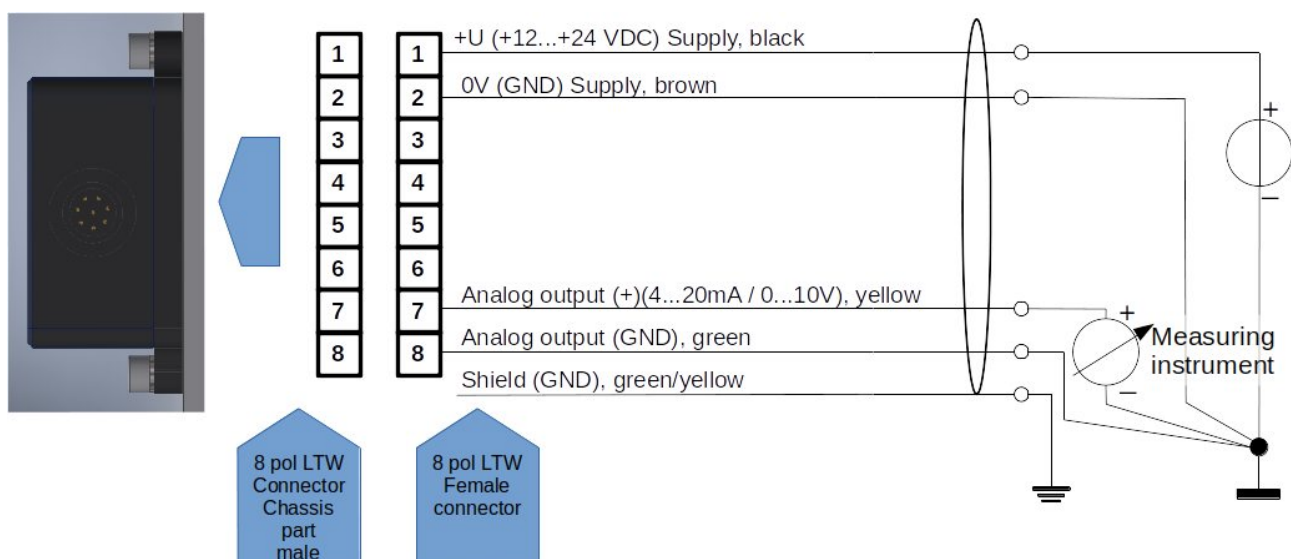 +U (+12...+24 VDC) Supply, black
1 1
0V (GND) Supply, brown
2 2
+
3 3
4 4
−
5 5
6 6
Analog output (+)(4...20mA / 0...10V), yellow
7 7
+
Analog output (GND), green
Measuring
instrument
8 8
−
Shield (GND), green/yellow
8 pol LTW
Connector
Chassis
part
male
8 pol LTW
Female
connector